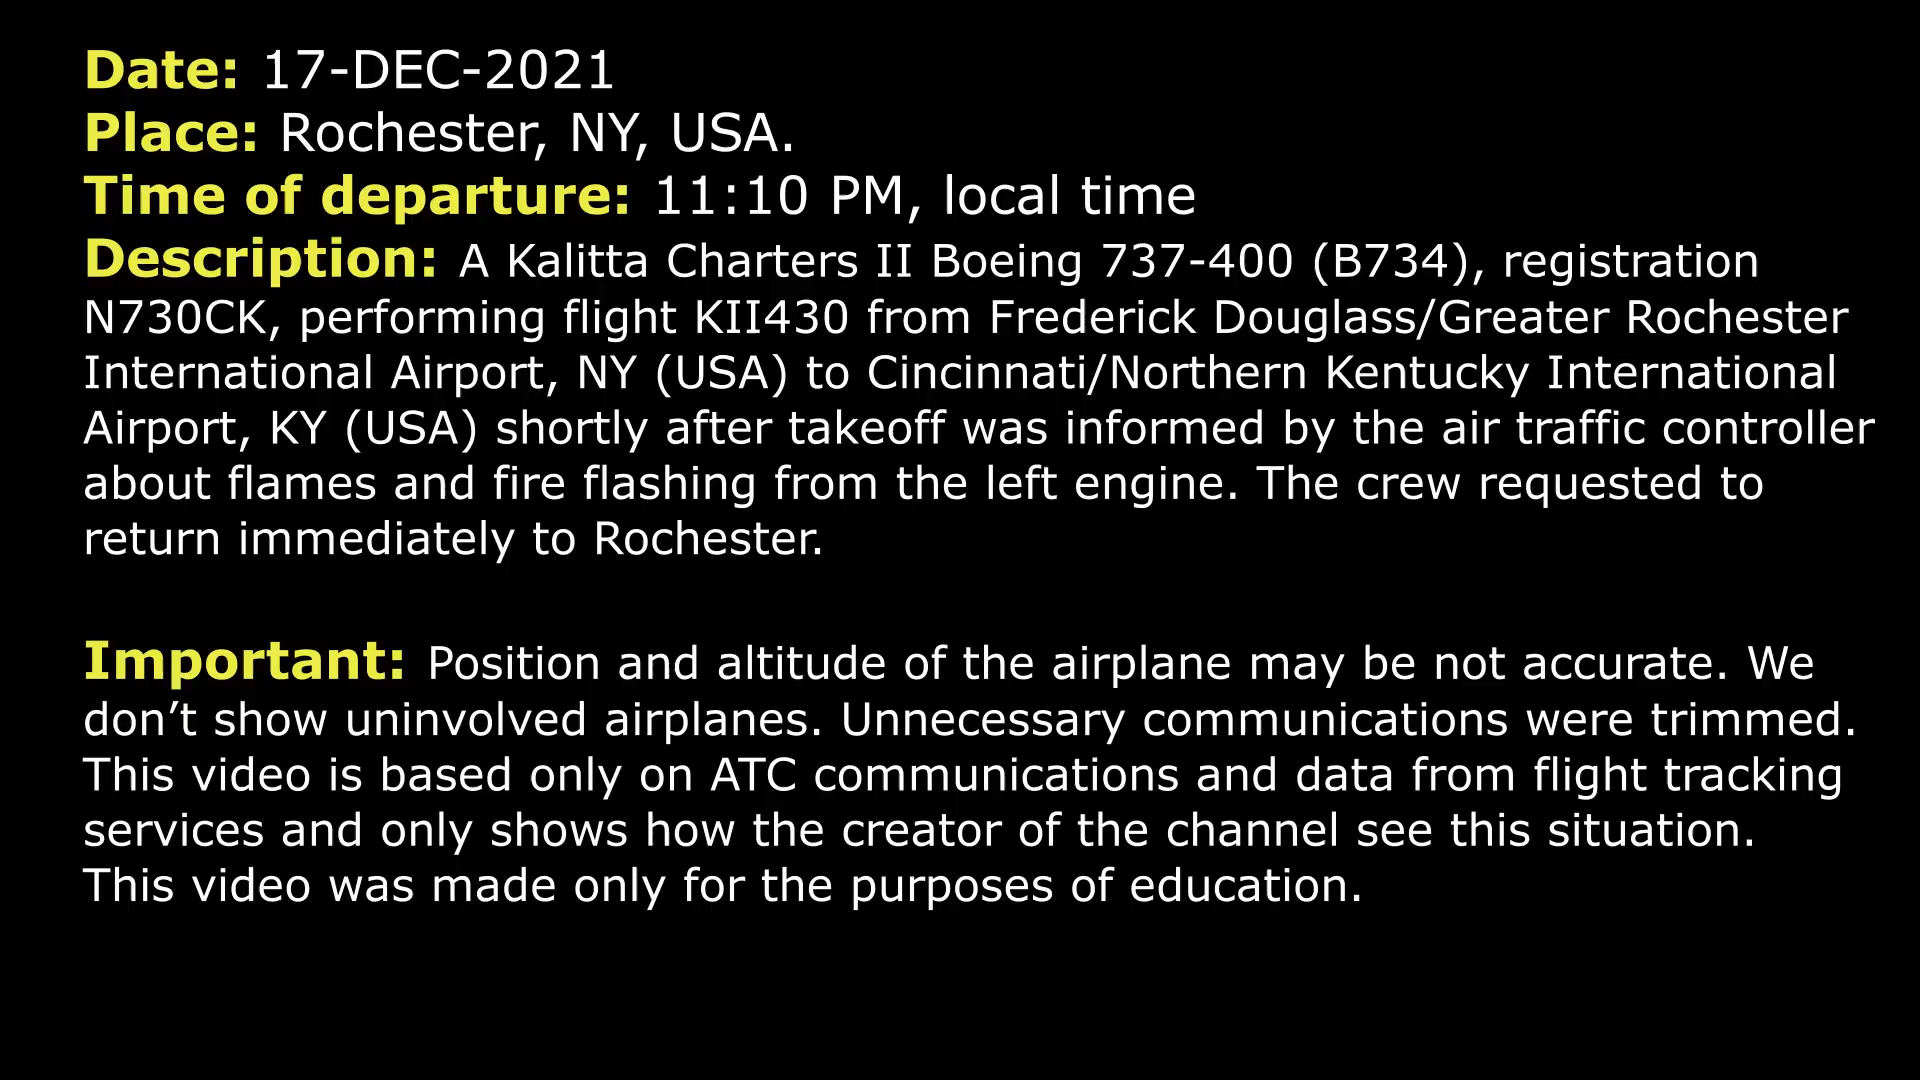 Date: 17-DEC-2021
Place: Rochester, NY, USA.
Time of departure: 11:10 PM, local time
Description: A Kalitta Charters II Boeing 737-400 (B734), registration
N730CK, performing flight KII430 from Frederick Douglass/Greater Rochester
International Airport, NY (USA) to Cincinnati/Northern Kentucky International
Airport, KY (USA) shortly after takeoff was informed by the air traffic controller
about flames and fire flashing from the left engine. The crew requested to
return immediately to Rochester.
Important: Position and altitude of the airplane may be not accurate. We
don’t show uninvolved airplanes. Unnecessary communications were trimmed.
This video is based only on ATC communications and data from flight tracking
services and only shows how the creator of the channel see this situation.
This video was made only for the purposes of education.